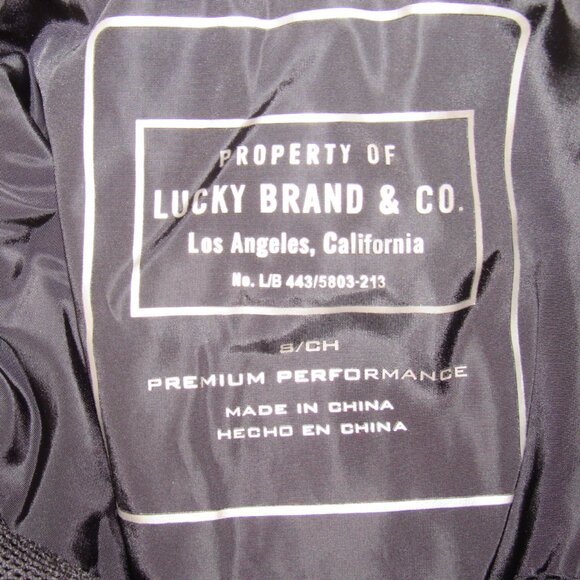 PROPERTY OF
LUCKY BRAND & CO.
Los Angeles, California
No. L/B 443/5803-213
S/CH
PREMIUM PERFORMANCE
MADE IN CHINA
HECHO EN CHINA